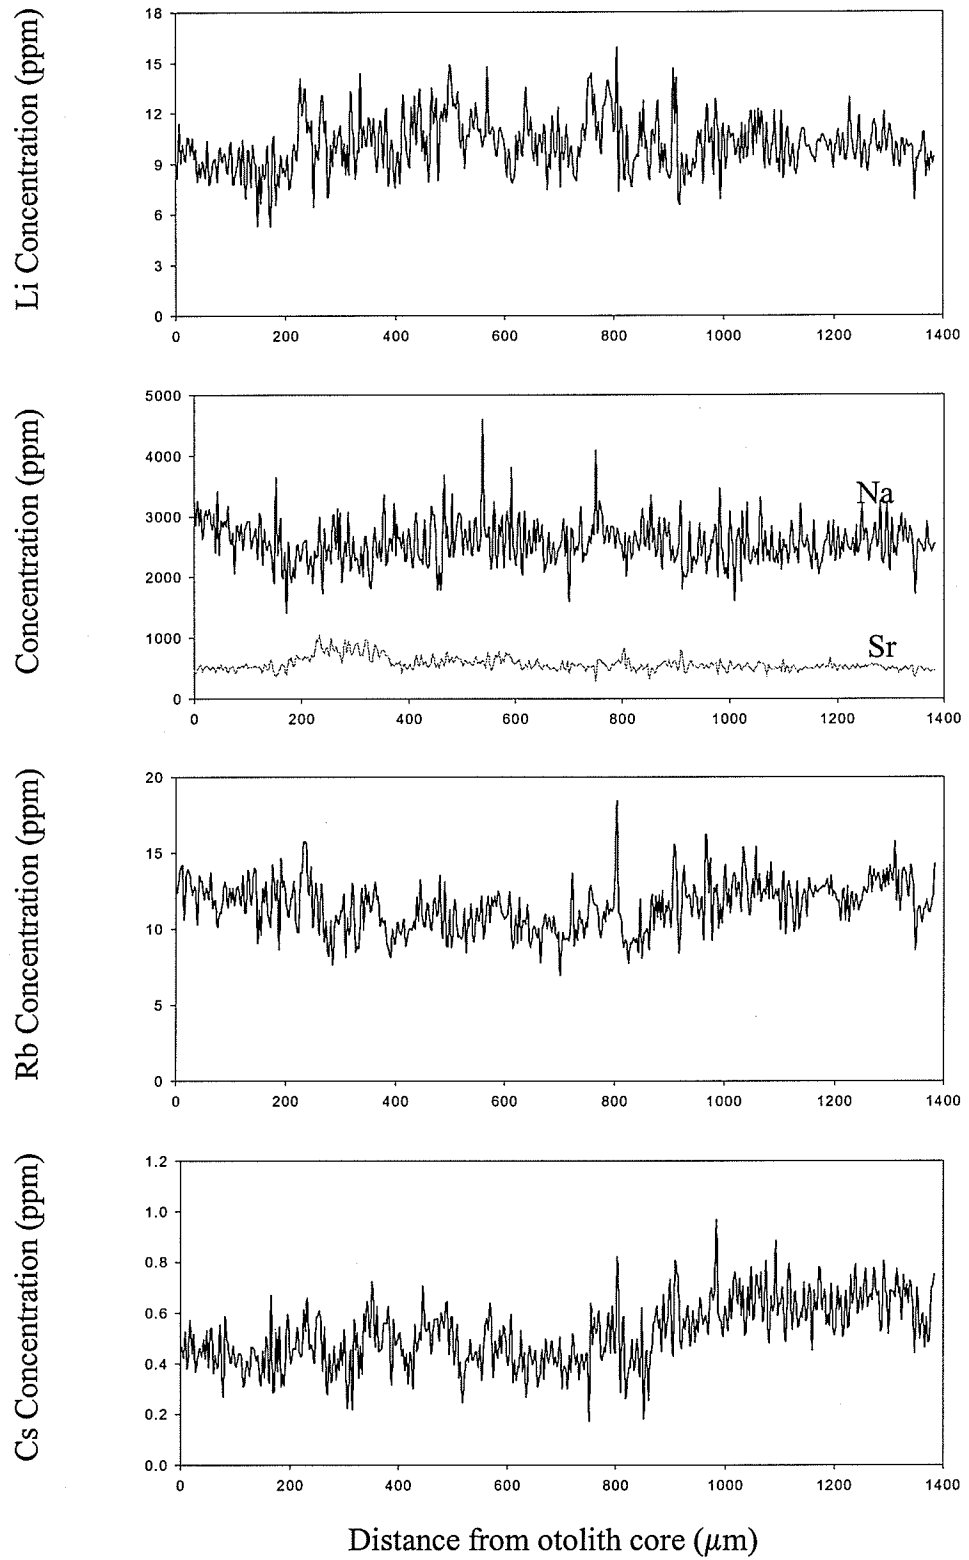 Li Concentration (ppm)
18
15
12
9
6
3
0
0 200 400 600 800 1000 1200 1400
Concentration (ppm)
5000
4000
3000
2000
1000
0
Na
Sr
0 200 400 600 800 1000 1200 1400
Rb Concentration (ppm)
20
15
10
5
0
0 200 400 600 800 1000 1200 1400
Cs Concentration (ppm)
1.2
1.0
0.8
0.6
0.4
0.2
0.0
0 200 400 600 800 1000 1200 1400
Distance from otolith core (μm)